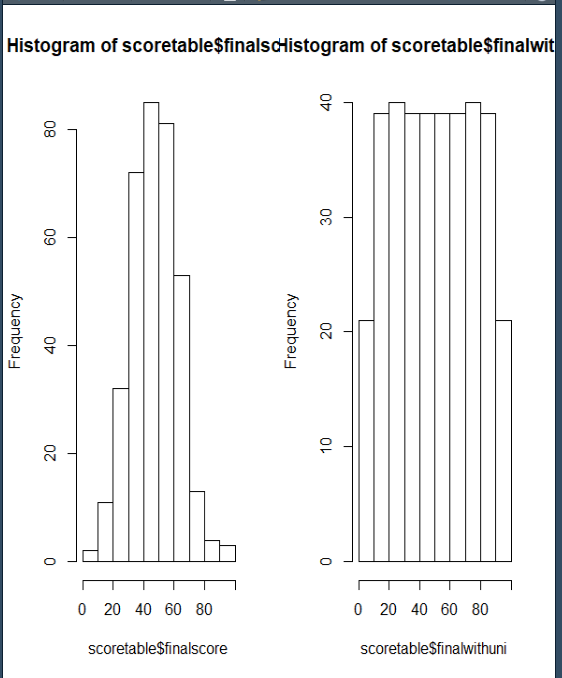 Histogram of scoretable$finalsc
Histogram of scoretable$finalwit
Frequency
80
60
40
20
0
0 20 40 60 80
scoretable$finalscore
Frequency
40
30
20
10
0
0 20 40 60 80
scoretable$finalwithuni